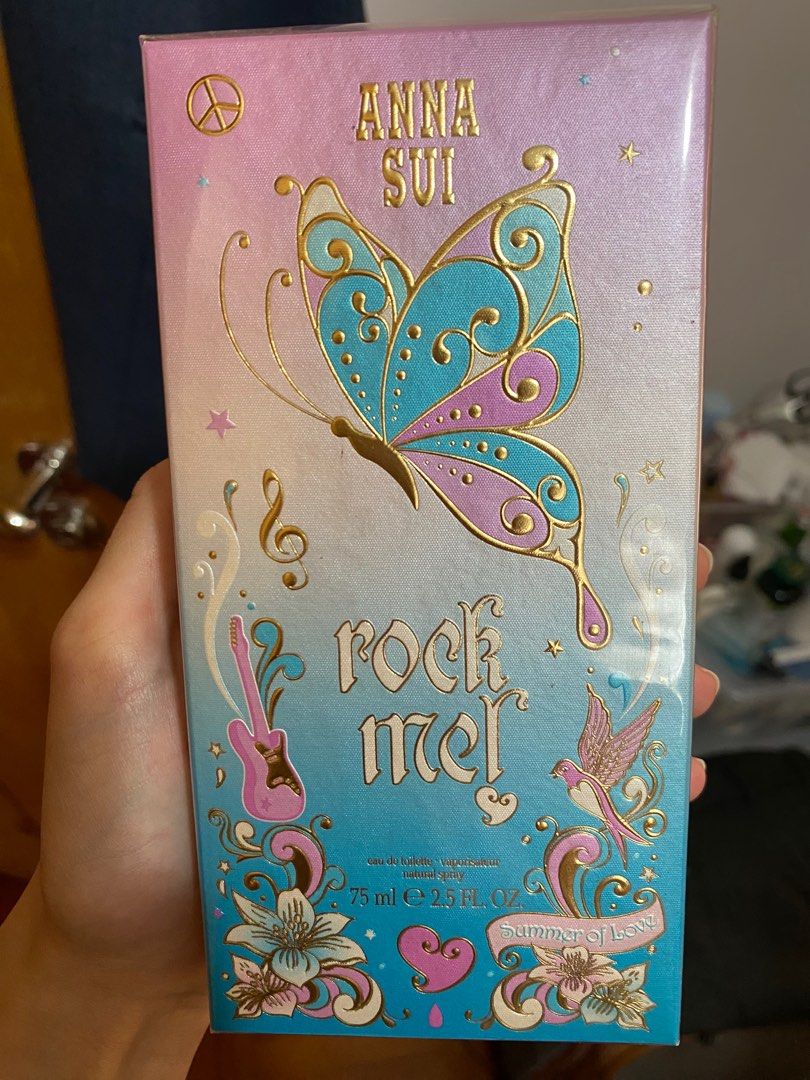 ANNA
SUI
rock
me!
eau de toilette - vaporisateur
natural spray
75 ml ℮ 2.5 FL. OZ.
Summer of Love